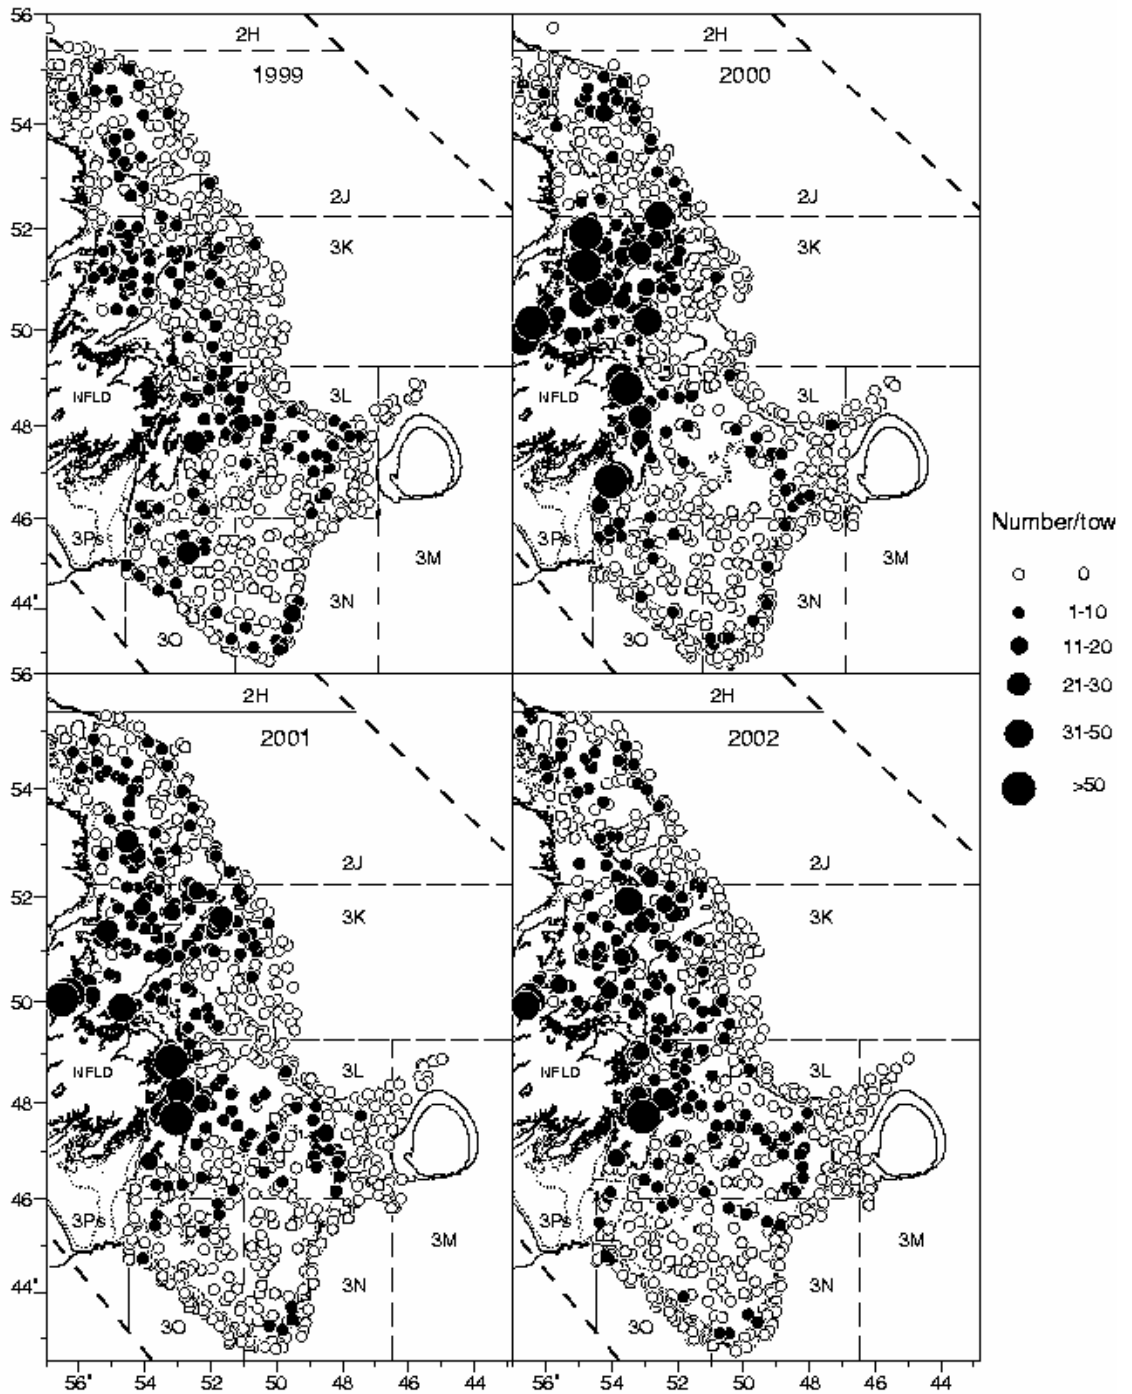 56
2H
2H
1999
2000
54
2J
2J
52
3K
3K
50
3L
3L
NFLD
NFLD
48
46
3Ps
3Ps
3M
3M
44°
3N
3N
3O
3O
Number/tow
0
1-10
11-20
21-30
31-50
>50
56
2H
2H
2001
2002
54
2J
2J
52
3K
3K
50
3L
3L
NFLD
NFLD
48
46
3Ps
3Ps
3M
3M
44°
3N
3N
3O
3O
56° 54 52 50 48 46 44 56° 54 52 50 48 46 44